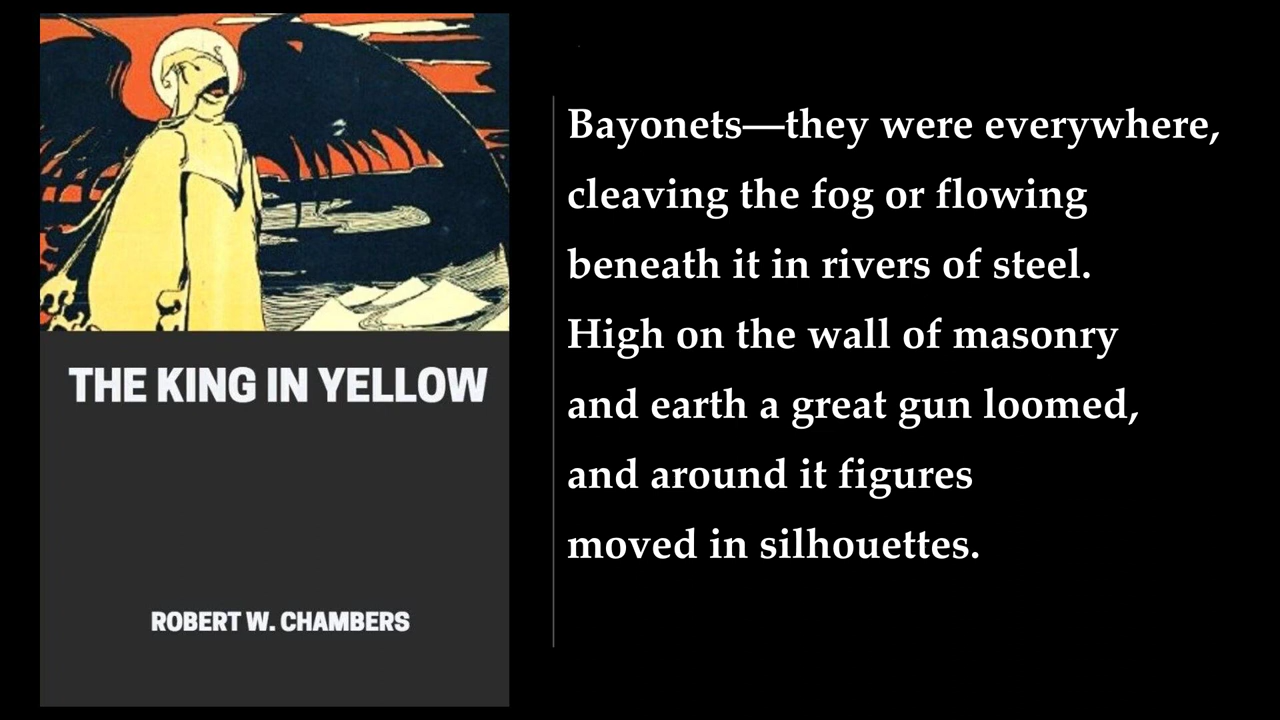 THE KING IN YELLOW
ROBERT W. CHAMBERS
Bayonets—they were everywhere,
cleaving the fog or flowing
beneath it in rivers of steel.
High on the wall of masonry
and earth a great gun loomed,
and around it figures
moved in silhouettes.